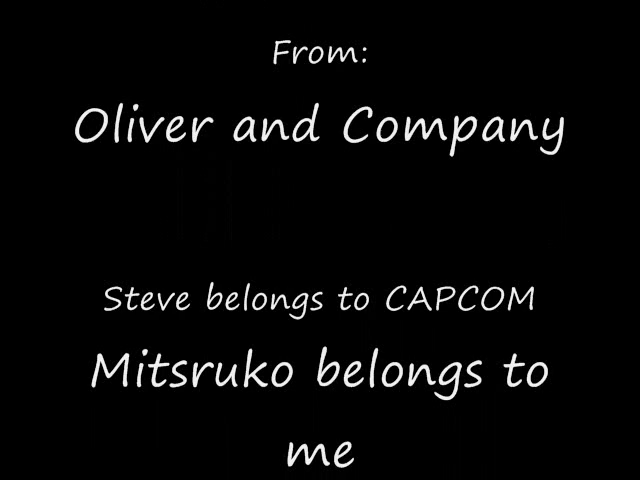 From:
Oliver and Company
Steve belongs to CAPCOM
Mitsruko belongs to
me